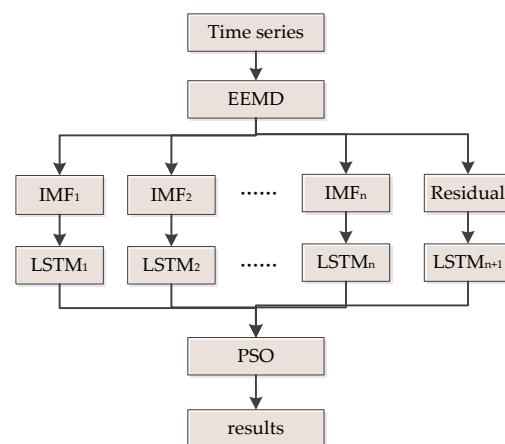 Time series
EEMD
IMF₁ IMF₂ ...... IMFₙ Residual
LSTM₁ LSTM₂ ...... LSTMₙ LSTMₙ₊₁
PSO
results